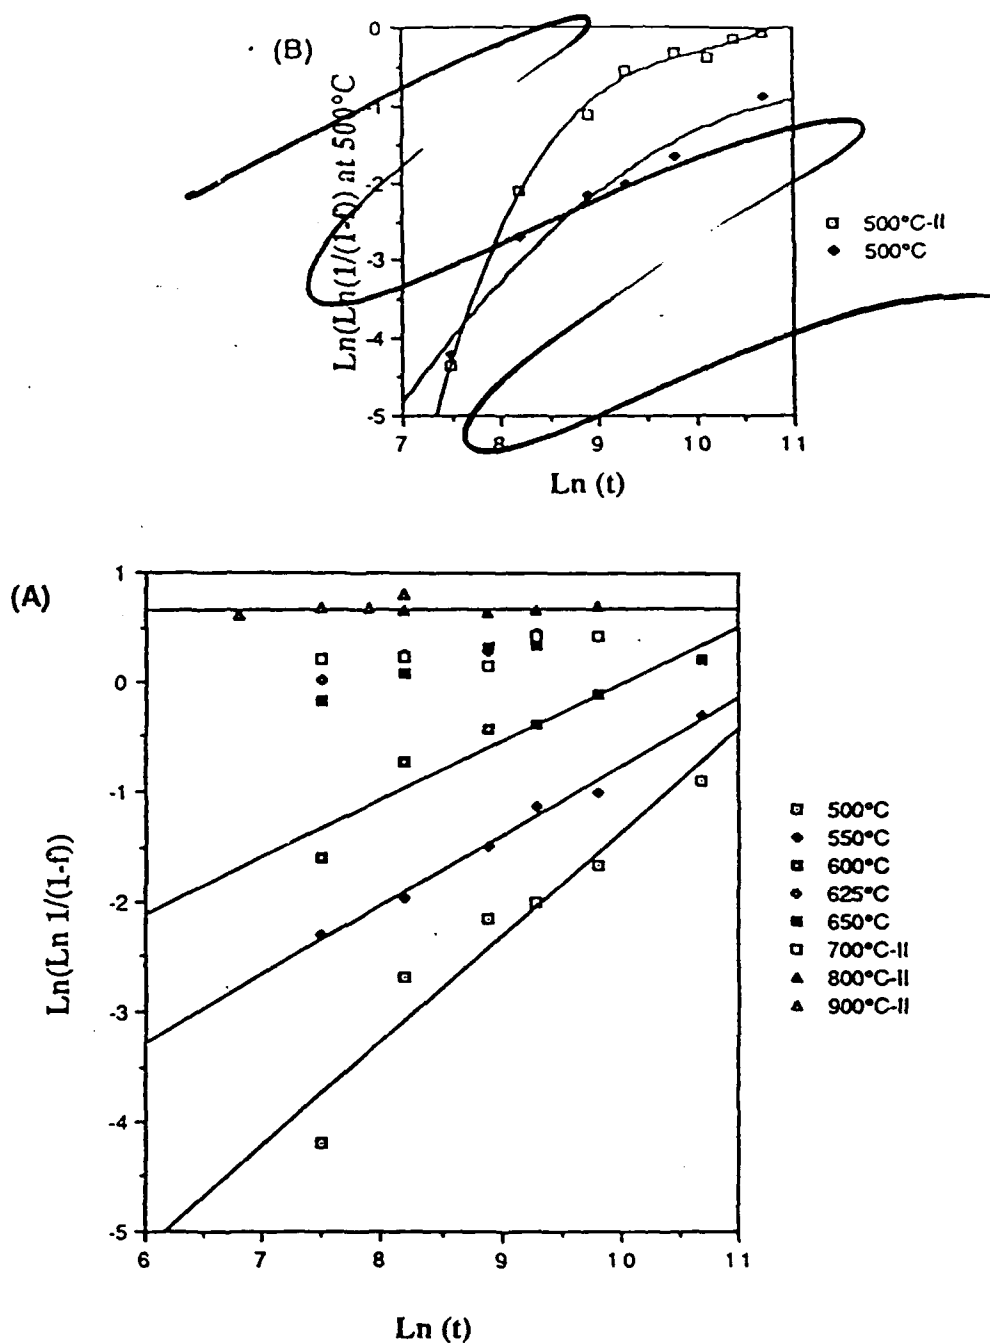 (B)
Ln(Ln(1/(1-f)) at 500°C
0
-1
-2
-3
-4
-5
7 8 9 10 11
Ln (t)
500°C-II
500°C
(A)
Ln(Ln 1/(1-f))
1
0
-1
-2
-3
-4
-5
6 7 8 9 10 11
Ln (t)
500°C
550°C
600°C
625°C
650°C
700°C-II
800°C-II
900°C-II